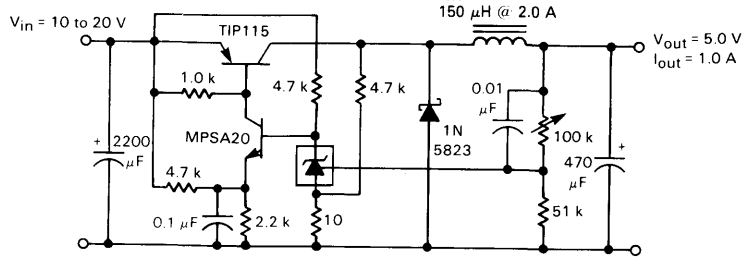 V_in = 10 to 20 V
TIP115
150 µH @ 2.0 A
V_out = 5.0 V
I_out = 1.0 A
1.0 k
4.7 k
4.7 k
0.01
µF
MPSA20
1N
5823
100 k
+
2200
µF
+
470
µF
4.7 k
0.1 µF
2.2 k
10
51 k